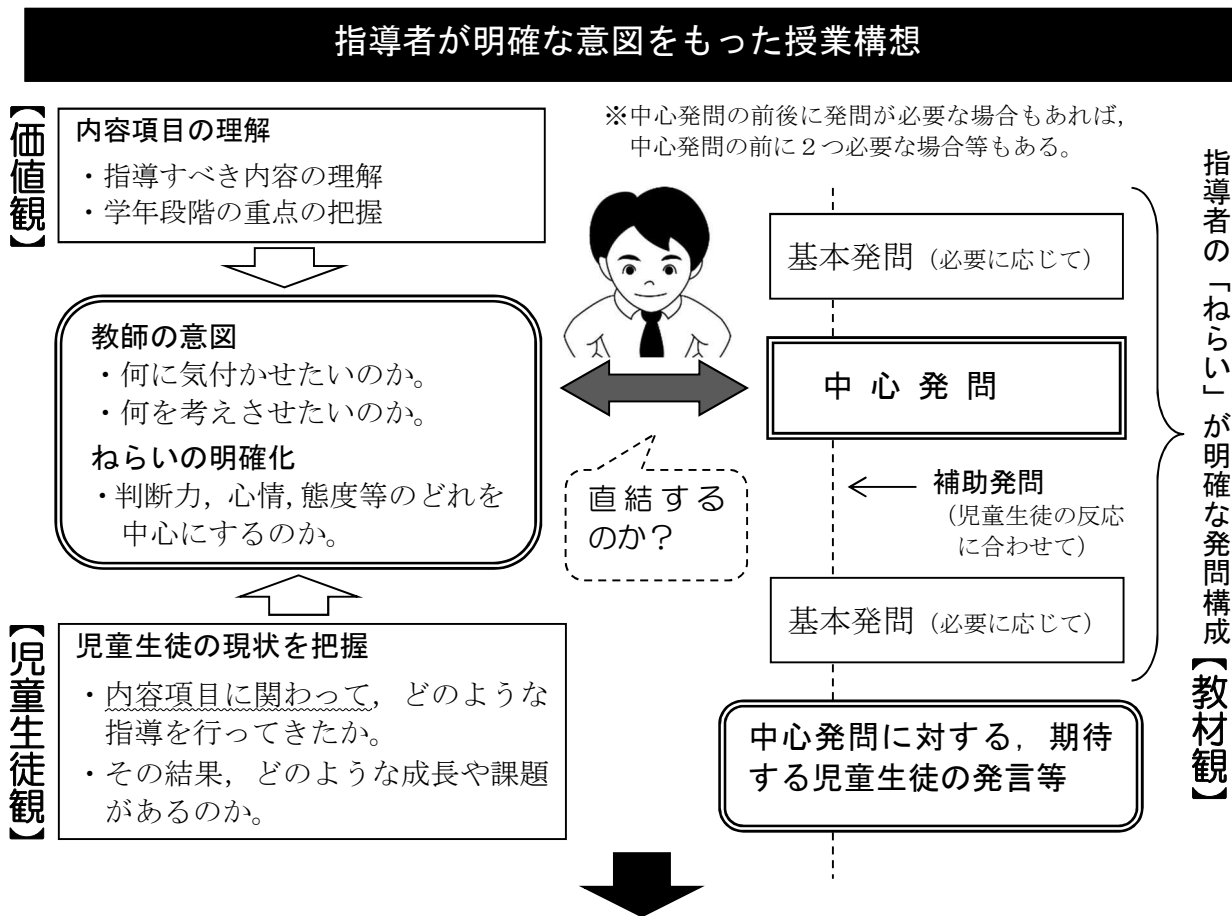 指導者が明確な意図をもった授業構想
【価値観】
内容項目の理解
・指導すべき内容の理解
・学年段階の重点の把握
教師の意図
・何に気付かせたいのか。
・何を考えさせたいのか。
ねらいの明確化
・判断力，心情，態度等のどれを
中心にするのか。
【児童生徒観】
児童生徒の現状を把握
・内容項目に関わって，どのような
指導を行ってきたか。
・その結果，どのような成長や課題
があるのか。
※中心発問の前後に発問が必要な場合もあれば，
中心発問の前に２つ必要な場合等もある。
基本発問（必要に応じて）
中心発問
直結する
のか？
補助発問
（児童生徒の反応
に合わせて）
基本発問（必要に応じて）
中心発問に対する，期待
する児童生徒の発言等
指導者の「ねらい」が明確な発問構成【教材観】